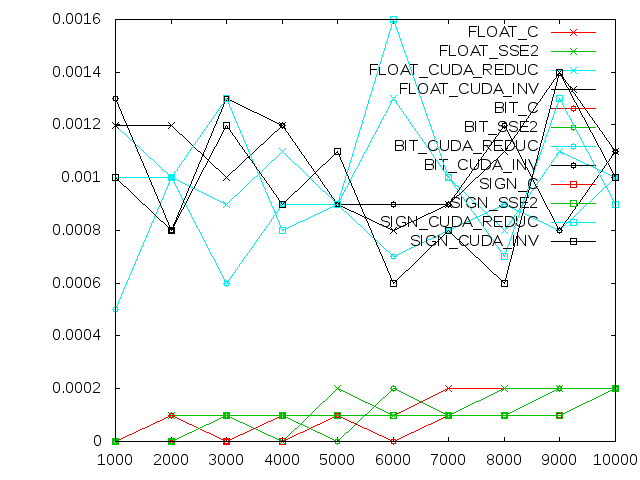 0.0016
0.0014
0.0012
0.001
0.0008
0.0006
0.0004
0.0002
0
1000 2000 3000 4000 5000 6000 7000 8000 9000 10000
FLOAT_C
FLOAT_SSE2
FLOAT_CUDA_REDUC
FLOAT_CUDA_INV
BIT_C
BIT_SSE2
BIT_CUDA_REDUC
BIT_CUDA_INV
SIGN_C
SIGN_SSE2
SIGN_CUDA_REDUC
SIGN_CUDA_INV